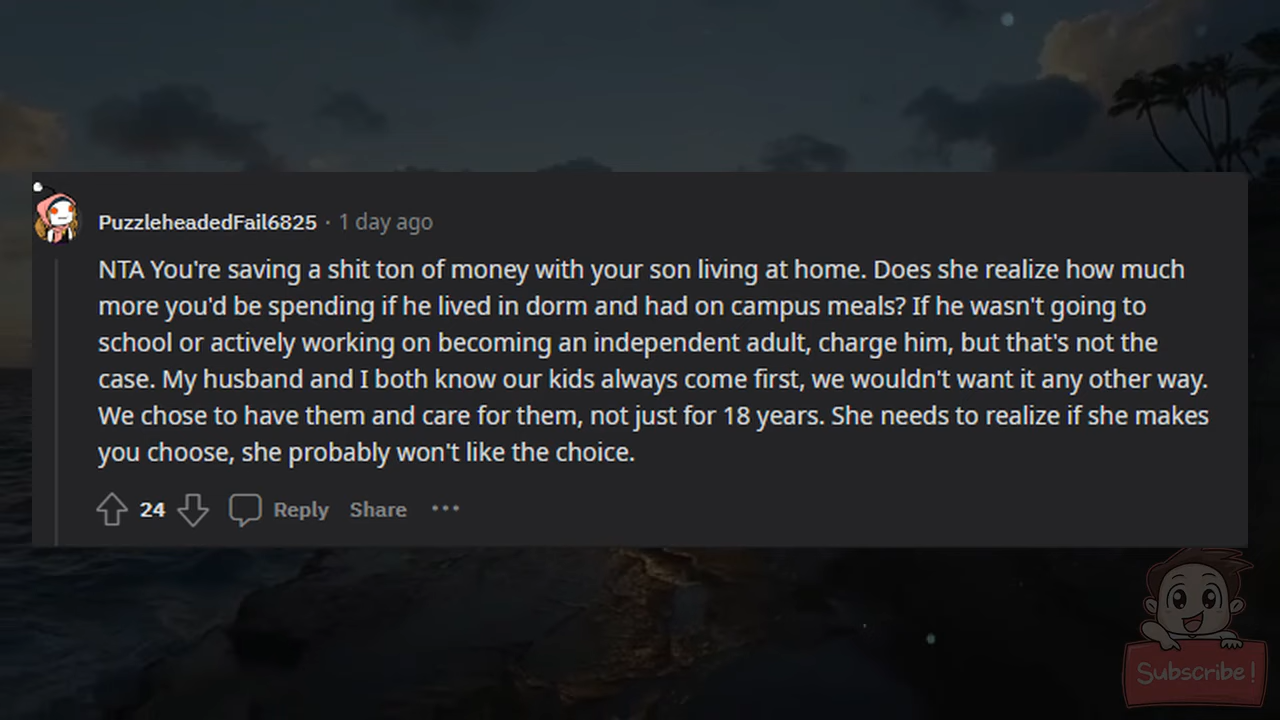 PuzzleheadedFail6825 · 1 day ago
NTA You're saving a shit ton of money with your son living at home. Does she realize how much
more you'd be spending if he lived in dorm and had on campus meals? If he wasn't going to
school or actively working on becoming an independent adult, charge him, but that's not the
case. My husband and I both know our kids always come first, we wouldn't want it any other way.
We chose to have them and care for them, not just for 18 years. She needs to realize if she makes
you choose, she probably won't like the choice.
24 Reply Share ...
Subscribe!